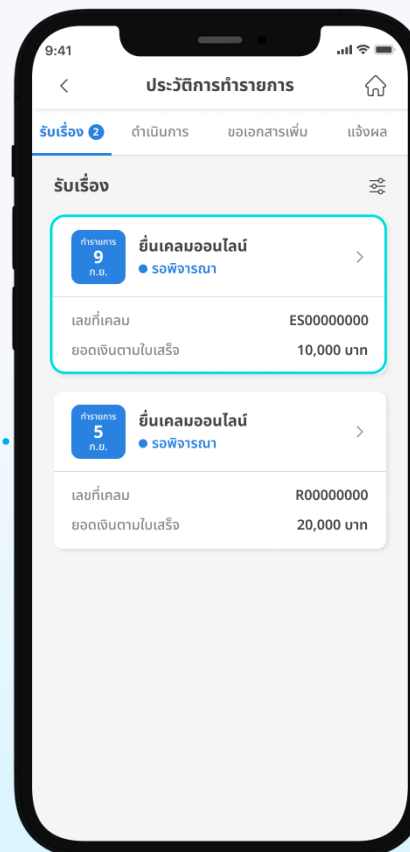 9:41
ประวัติการทำรายการ
รับเรื่อง 2 ดำเนินการ ขอเอกสารเพิ่ม แจ้งผล
รับเรื่อง
ทำรายการ
9
ก.ย.
ยื่นเคลมออนไลน์
รอพิจารณา
เลขที่เคลม ES00000000
ยอดเงินตามใบเสร็จ 10,000 บาท
ทำรายการ
5
ก.ย.
ยื่นเคลมออนไลน์
รอพิจารณา
เลขที่เคลม R00000000
ยอดเงินตามใบเสร็จ 20,000 บาท